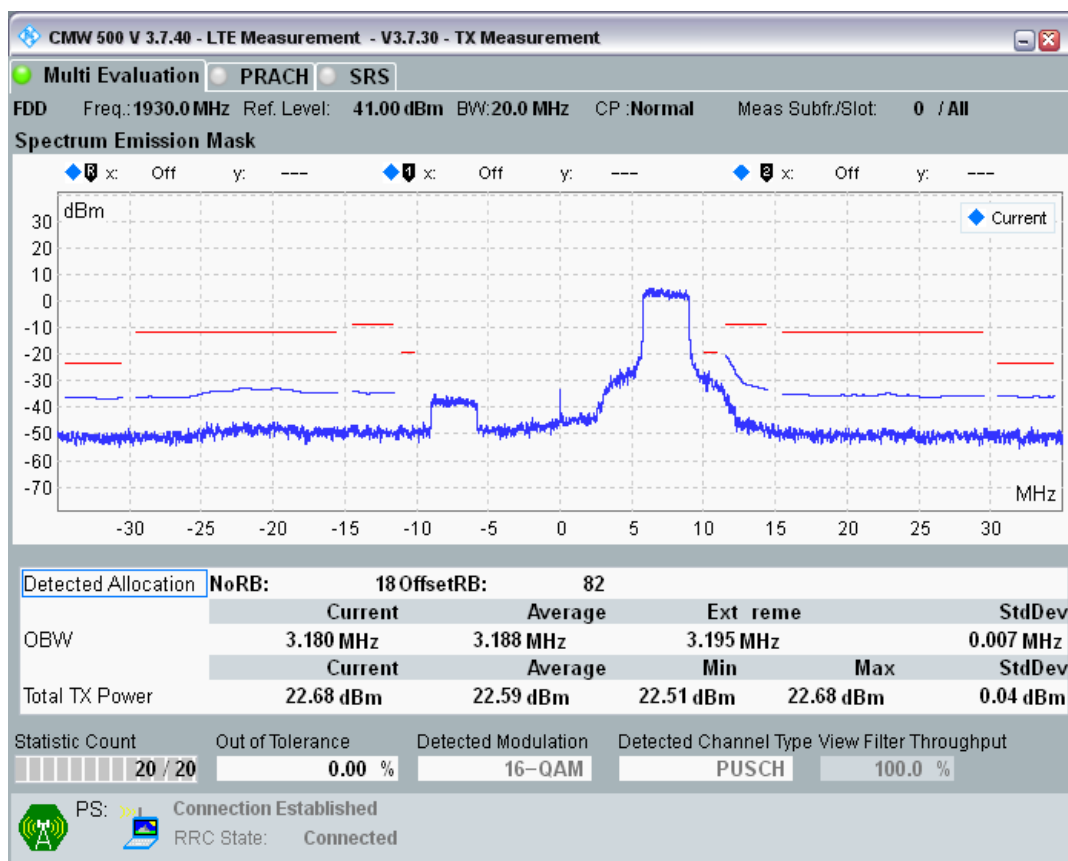 CMW 500 V 3.7.40 - LTE Measurement - V3.7.30 - TX Measurement
Multi Evaluation PRACH SRS
FDD Freq.: 1930.0 MHz Ref. Level: 41.00 dBm BW: 20.0 MHz CP : Normal Meas Subfr./Slot: 0 / All
Spectrum Emission Mask
R x: Off y: --- 1 x: Off y: --- 2 x: Off y: ---
dBm
Current
30
20
10
0
-10
-20
-30
-40
-50
-60
-70
MHz
-30 -25 -20 -15 -10 -5 0 5 10 15 20 25 30
Detected Allocation NoRB: 18 OffsetRB: 82
Current Average Ext reme StdDev
OBW 3.180 MHz 3.188 MHz 3.195 MHz 0.007 MHz
Current Average Min Max StdDev
Total TX Power 22.68 dBm 22.59 dBm 22.51 dBm 22.68 dBm 0.04 dBm
Statistic Count Out of Tolerance Detected Modulation Detected Channel Type View Filter Throughput
20 / 20 0.00 % 16-QAM PUSCH 100.0 %
PS: Connection Established
RRC State: Connected